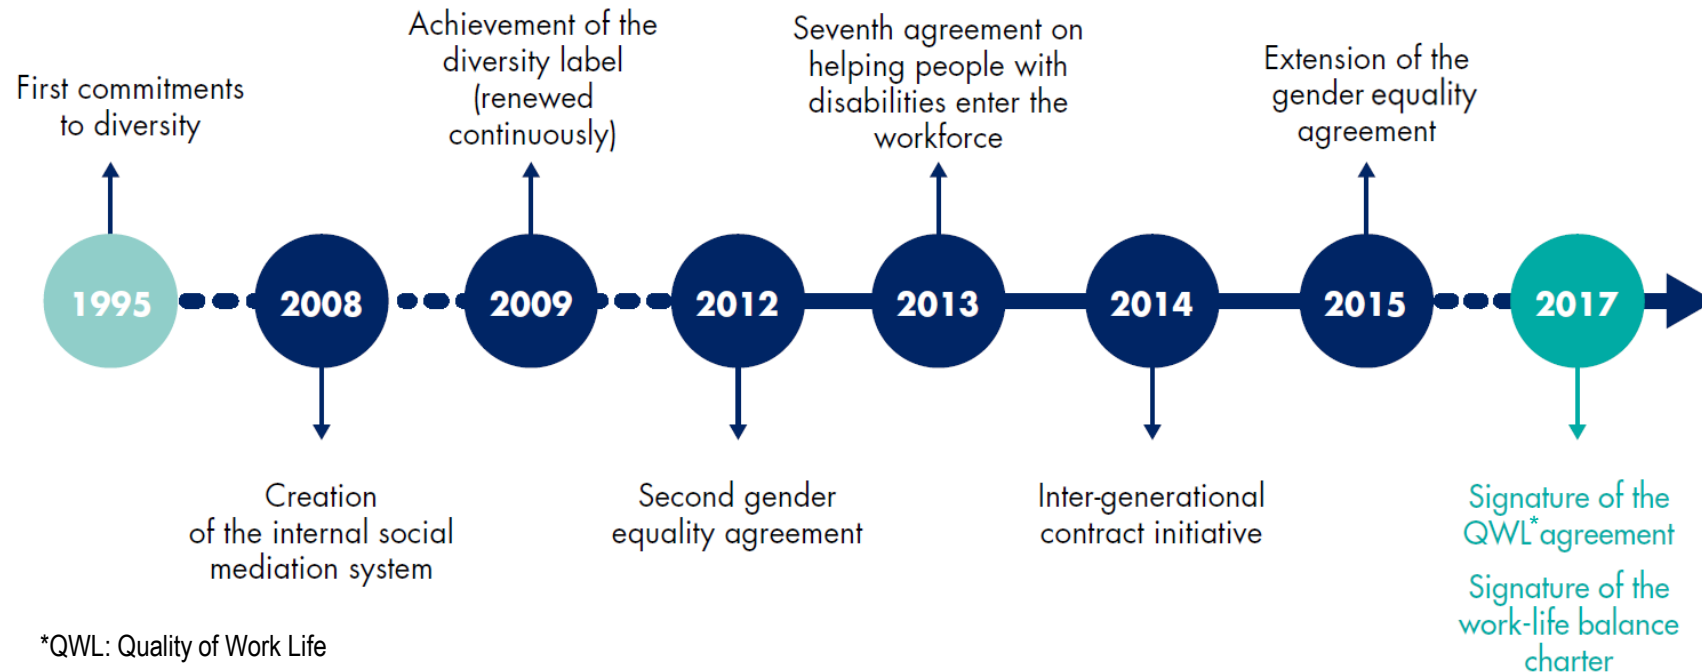 First commitments
to diversity
Achievement of the
diversity label
(renewed
continuously)
Seventh agreement on
helping people with
disabilities enter the
workforce
Extension of the
gender equality
agreement
1995
2008
2009
2012
2013
2014
2015
2017
Creation
of the internal social
mediation system
Second gender
equality agreement
Inter-generational
contract initiative
Signature of the
QWL* agreement
Signature of the
work-life balance
charter
*QWL: Quality of Work Life